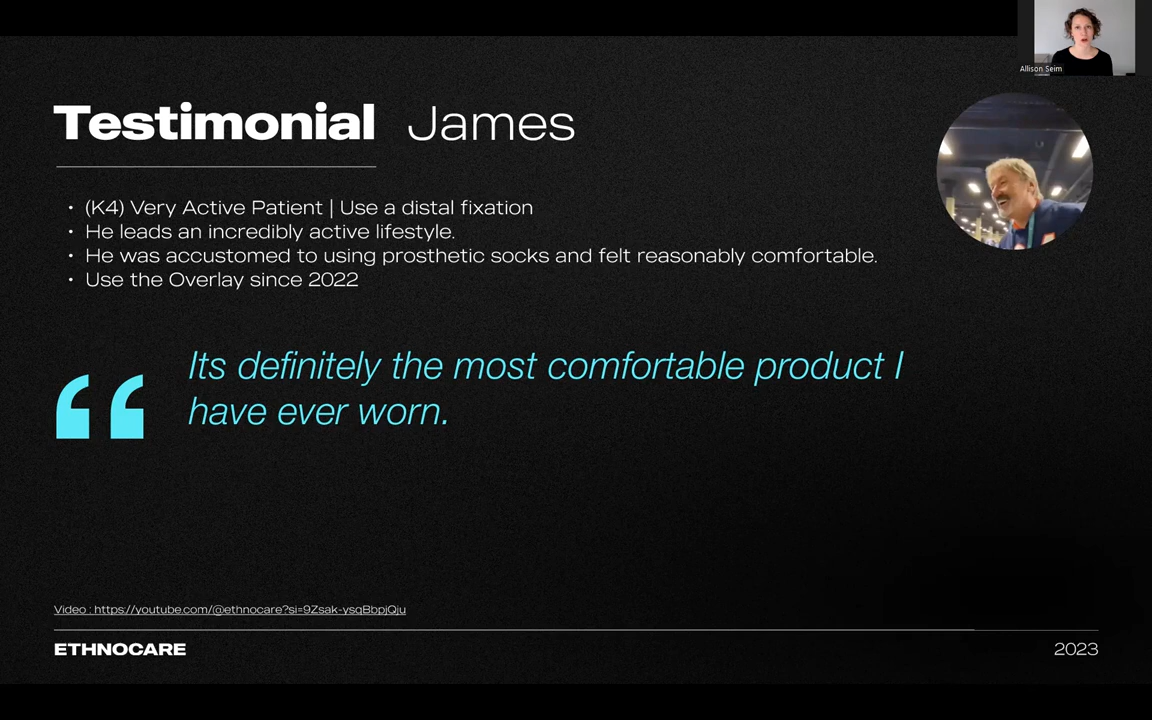 Allison Seim
Testimonial James
• (K4) Very Active Patient | Use a distal fixation
• He leads an incredibly active lifestyle.
• He was accustomed to using prosthetic socks and felt reasonably comfortable.
• Use the Overlay since 2022
“ Its definitely the most comfortable product I
have ever worn.
Video : https://youtube.com/@ethnocare?si=9Zsak-ysqBbpjQju
ETHNOCARE 2023